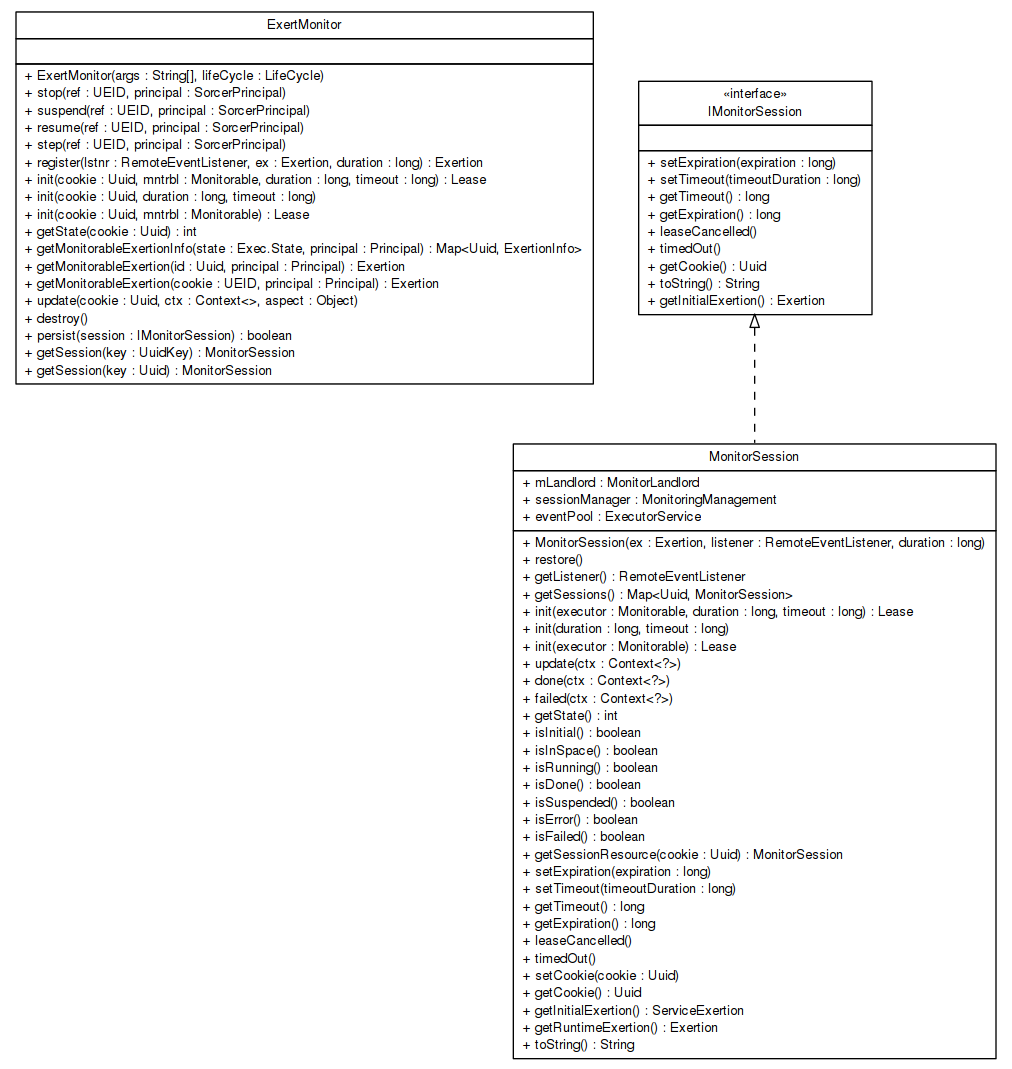 ExertMonitor
+ ExertMonitor(args : String[], lifeCycle : LifeCycle)
+ stop(ref : UEID, principal : SorcerPrincipal)
+ suspend(ref : UEID, principal : SorcerPrincipal)
+ resume(ref : UEID, principal : SorcerPrincipal)
+ step(ref : UEID, principal : SorcerPrincipal)
+ register(lstnr : RemoteEventListener, ex : Exertion, duration : long) : Exertion
+ init(cookie : Uuid, mntrbl : Monitorable, duration : long, timeout : long) : Lease
+ init(cookie : Uuid, duration : long, timeout : long)
+ init(cookie : Uuid, mntrbl : Monitorable) : Lease
+ getState(cookie : Uuid) : int
+ getMonitorableExertionInfo(state : Exec.State, principal : Principal) : Map<Uuid, ExertionInfo>
+ getMonitorableExertion(id : Uuid, principal : Principal) : Exertion
+ getMonitorableExertion(cookie : UEID, principal : Principal) : Exertion
+ update(cookie : Uuid, ctx : Context<>, aspect : Object)
+ destroy()
+ persist(session : IMonitorSession) : boolean
+ getSession(key : UuidKey) : MonitorSession
+ getSession(key : Uuid) : MonitorSession
«interface»
IMonitorSession
+ setExpiration(expiration : long)
+ setTimeout(timeoutDuration : long)
+ getTimeout() : long
+ getExpiration() : long
+ leaseCancelled()
+ timedOut()
+ getCookie() : Uuid
+ toString() : String
+ getInitialExertion() : Exertion
MonitorSession
+ mLandlord : MonitorLandlord
+ sessionManager : MonitoringManagement
+ eventPool : ExecutorService
+ MonitorSession(ex : Exertion, listener : RemoteEventListener, duration : long)
+ restore()
+ getListener() : RemoteEventListener
+ getSessions() : Map<Uuid, MonitorSession>
+ init(executor : Monitorable, duration : long, timeout : long) : Lease
+ init(duration : long, timeout : long)
+ init(executor : Monitorable) : Lease
+ update(ctx : Context<?>)
+ done(ctx : Context<?>)
+ failed(ctx : Context<?>)
+ getState() : int
+ isInitial() : boolean
+ isInSpace() : boolean
+ isRunning() : boolean
+ isDone() : boolean
+ isSuspended() : boolean
+ isError() : boolean
+ isFailed() : boolean
+ getSessionResource(cookie : Uuid) : MonitorSession
+ setExpiration(expiration : long)
+ setTimeout(timeoutDuration : long)
+ getTimeout() : long
+ getExpiration() : long
+ leaseCancelled()
+ timedOut()
+ setCookie(cookie : Uuid)
+ getCookie() : Uuid
+ getInitialExertion() : ServiceExertion
+ getRuntimeExertion() : Exertion
+ toString() : String